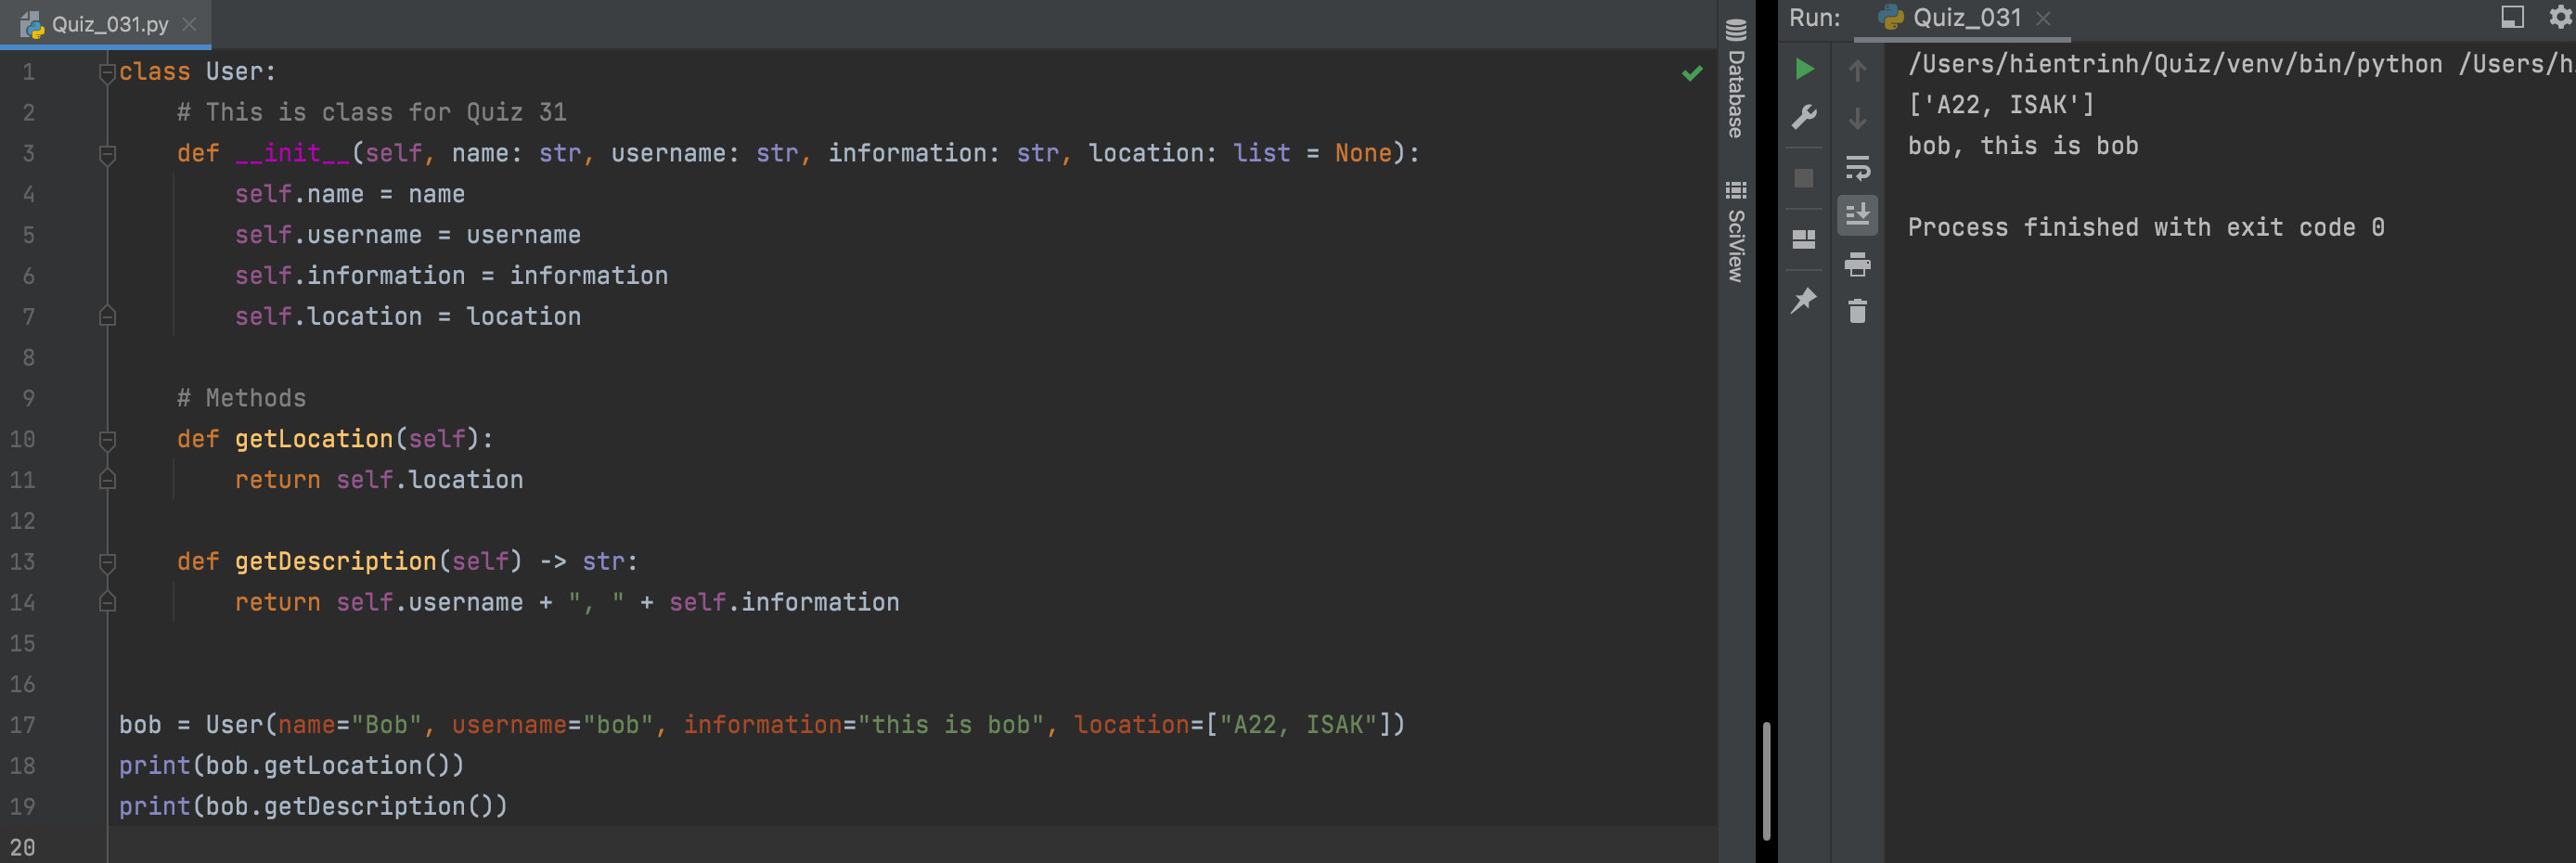 Quiz_031.py
1 class User:
2     # This is class for Quiz 31
3     def __init__(self, name: str, username: str, information: str, location: list = None):
4         self.name = name
5         self.username = username
6         self.information = information
7         self.location = location
8
9     # Methods
10     def getLocation(self):
11         return self.location
12
13     def getDescription(self) -> str:
14         return self.username + ", " + self.information
15
16
17 bob = User(name="Bob", username="bob", information="this is bob", location=["A22, ISAK"])
18 print(bob.getLocation())
19 print(bob.getDescription())
20
Database
SciView
Run: Quiz_031
/Users/hientrinh/Quiz/venv/bin/python /Users/h
['A22, ISAK']
bob, this is bob
Process finished with exit code 0